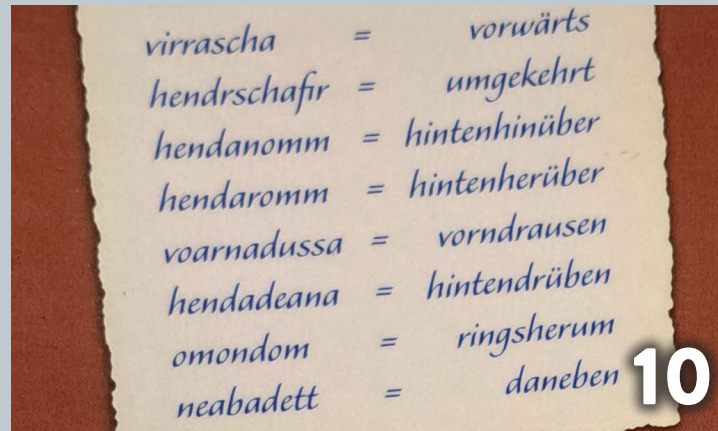 virrascha = vorwärts
hendrschafir = umgekehrt
hendanomm = hintenhinüber
hendaromm = hintenherüber
voarnadussa = vorndrausen
hendadeana = hintendrüben
omondom = ringsherum
neabadett = daneben
10